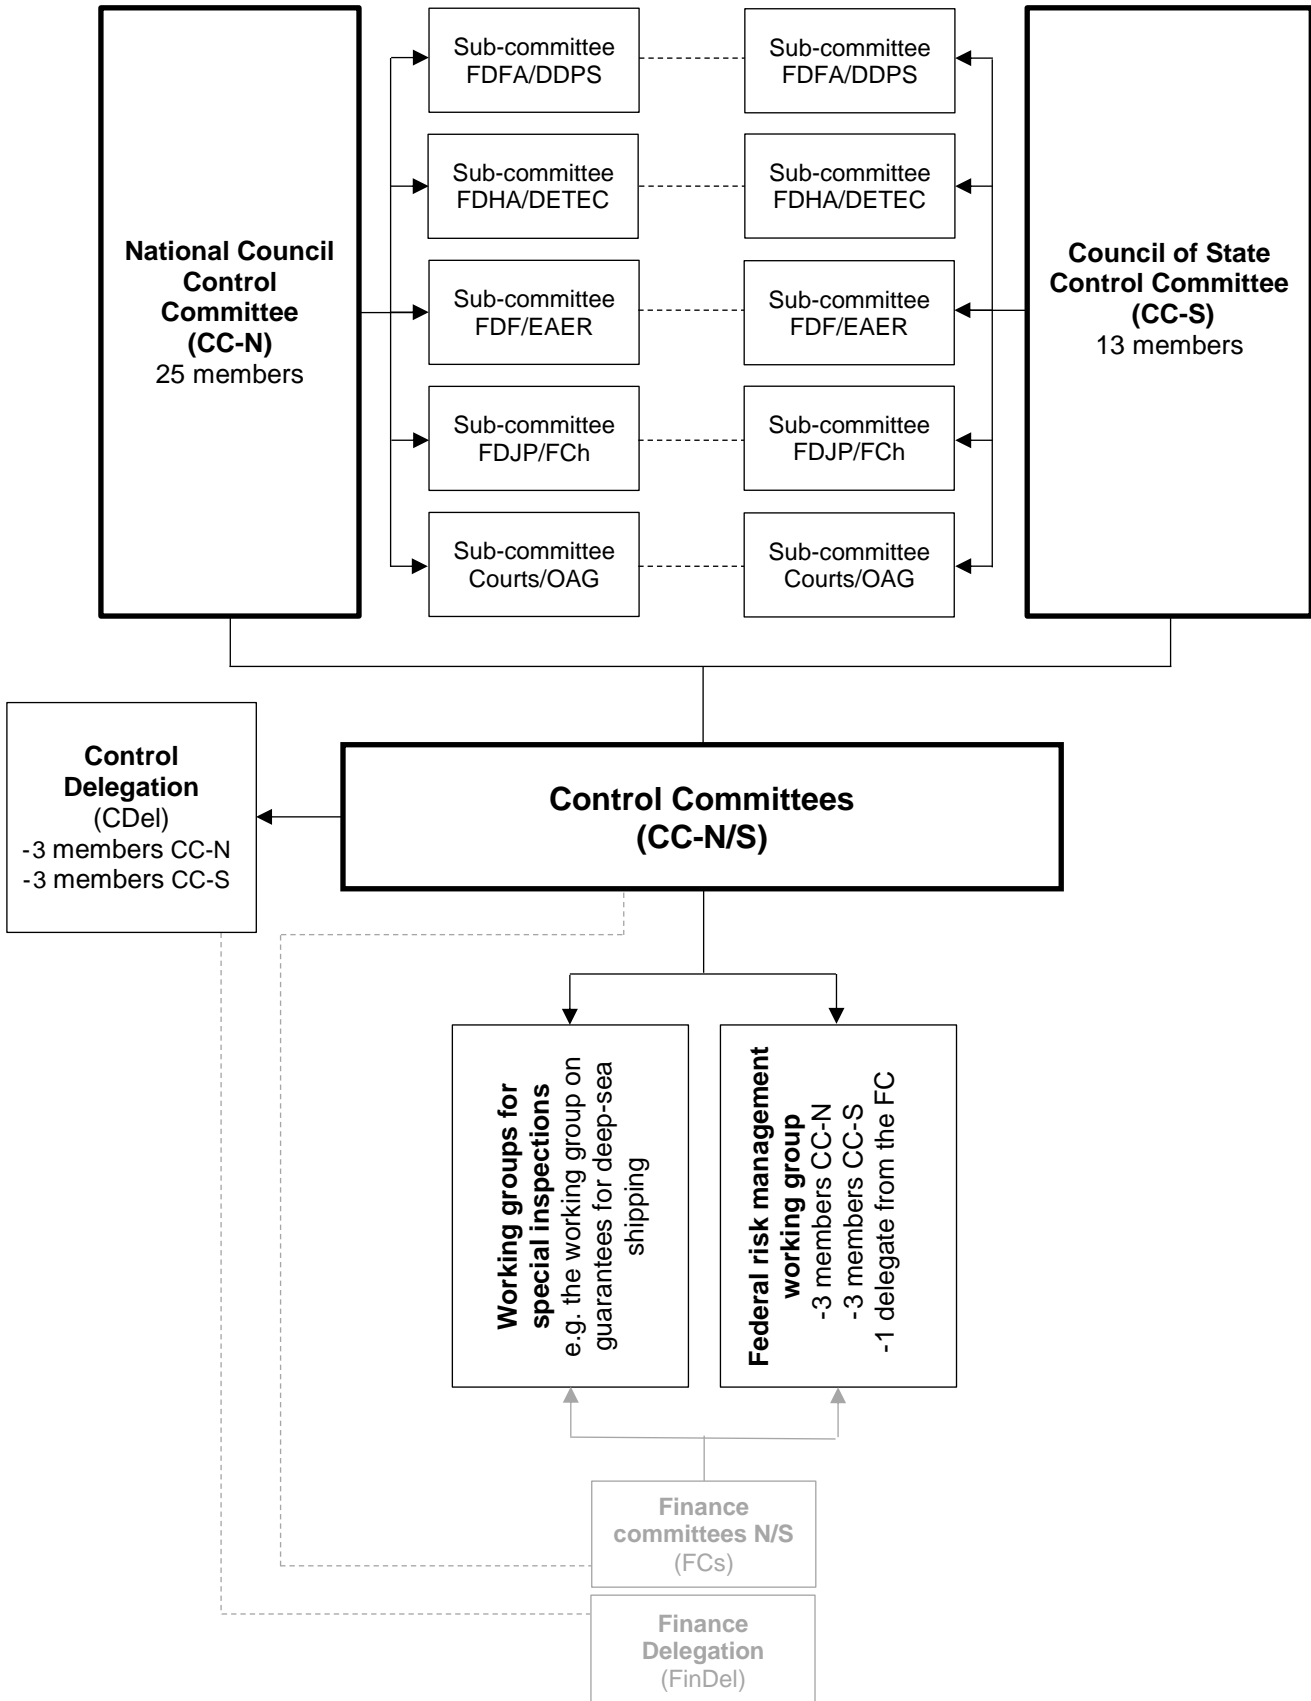 National Council
Control
Committee
(CC-N)
25 members
Sub-committee
FDFA/DDPS
Sub-committee
FDHA/DETEC
Sub-committee
FDF/EAER
Sub-committee
FDJP/FCh
Sub-committee
Courts/OAG
Sub-committee
FDFA/DDPS
Sub-committee
FDHA/DETEC
Sub-committee
FDF/EAER
Sub-committee
FDJP/FCh
Sub-committee
Courts/OAG
Council of State
Control Committee
(CC-S)
13 members
Control
Delegation
(CDel)
-3 members CC-N
-3 members CC-S
Control Committees
(CC-N/S)
Working groups for
special inspections
e.g. the working group on
guarantees for deep-sea
shipping
Federal risk management
working group
-3 members CC-N
-3 members CC-S
-1 delegate from the FC
Finance
committees N/S
(FCs)
Finance
Delegation
(FinDel)